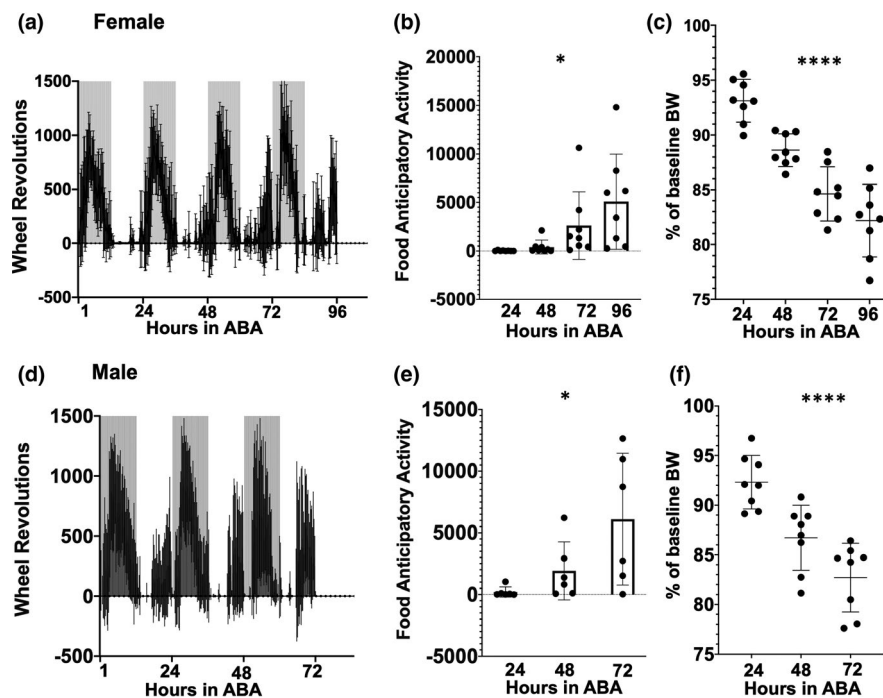 (a) Female
Wheel Revolutions
1500
1000
500
0
-500
1 24 48 72 96
Hours in ABA
(b)
Food Anticipatory Activity
20000
15000
10000
5000
0
-5000
*
24 48 72 96
Hours in ABA
(c)
% of baseline BW
100
95
90
85
80
75
****
24 48 72 96
Hours in ABA
(d) Male
Wheel Revolutions
1500
1000
500
0
-500
1 24 48 72
Hours in ABA
(e)
Food Anticipatory Activity
15000
10000
5000
0
-5000
*
24 48 72
Hours in ABA
(f)
% of baseline BW
100
95
90
85
80
75
****
24 48 72
Hours in ABA